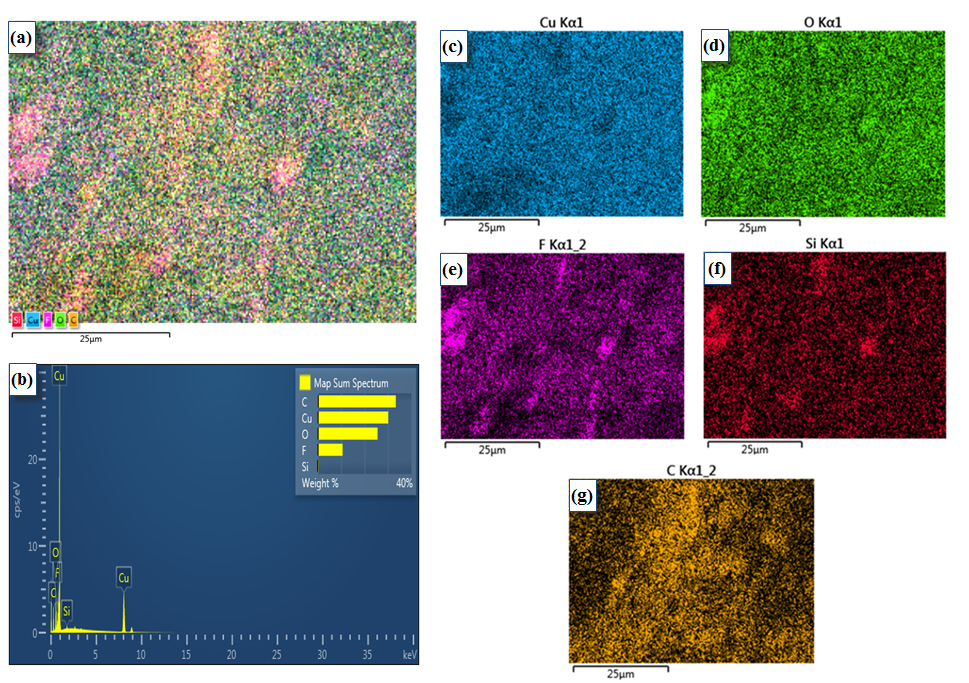 (a)
Si Cu F O C
25µm
(b)
Cu
Map Sum Spectrum
C
Cu
O
F
Si
Weight % 40%
20
10
0
cps/eV
O
F
C
Si
Cu
0 5 10 15 20 25 30 35 keV
Cu Kα1
(c)
25µm
O Kα1
(d)
25µm
F Kα1_2
(e)
25µm
Si Kα1
(f)
25µm
C Kα1_2
(g)
25µm